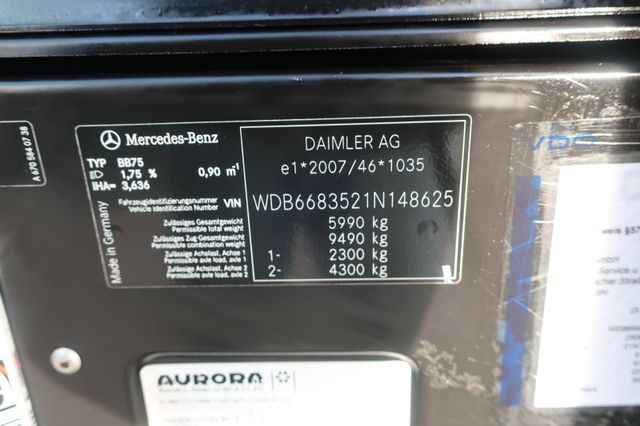 A 670 584 07 38
Mercedes-Benz
TYP BB75
1,75 % 0,90 m¹
IHA= 3,636
Fahrzeugidentifizierungsnummer
Vehicle Identification Number VIN
DAIMLER AG
e1*2007/46*1035
WDB6683521N148625
Zulässiges Gesamtgewicht
Permissible total weight
5990 kg
Zulässiges Zug-Gesamtgewicht
Permissible combination weight
9490 kg
Zulässige Achslast, Achse 1
Permissible axle load, axle 1
1- 2300 kg
Zulässige Achslast, Achse 2
Permissible axle load, axle 2
2- 4300 kg
Made in Germany
VDO
AURORA